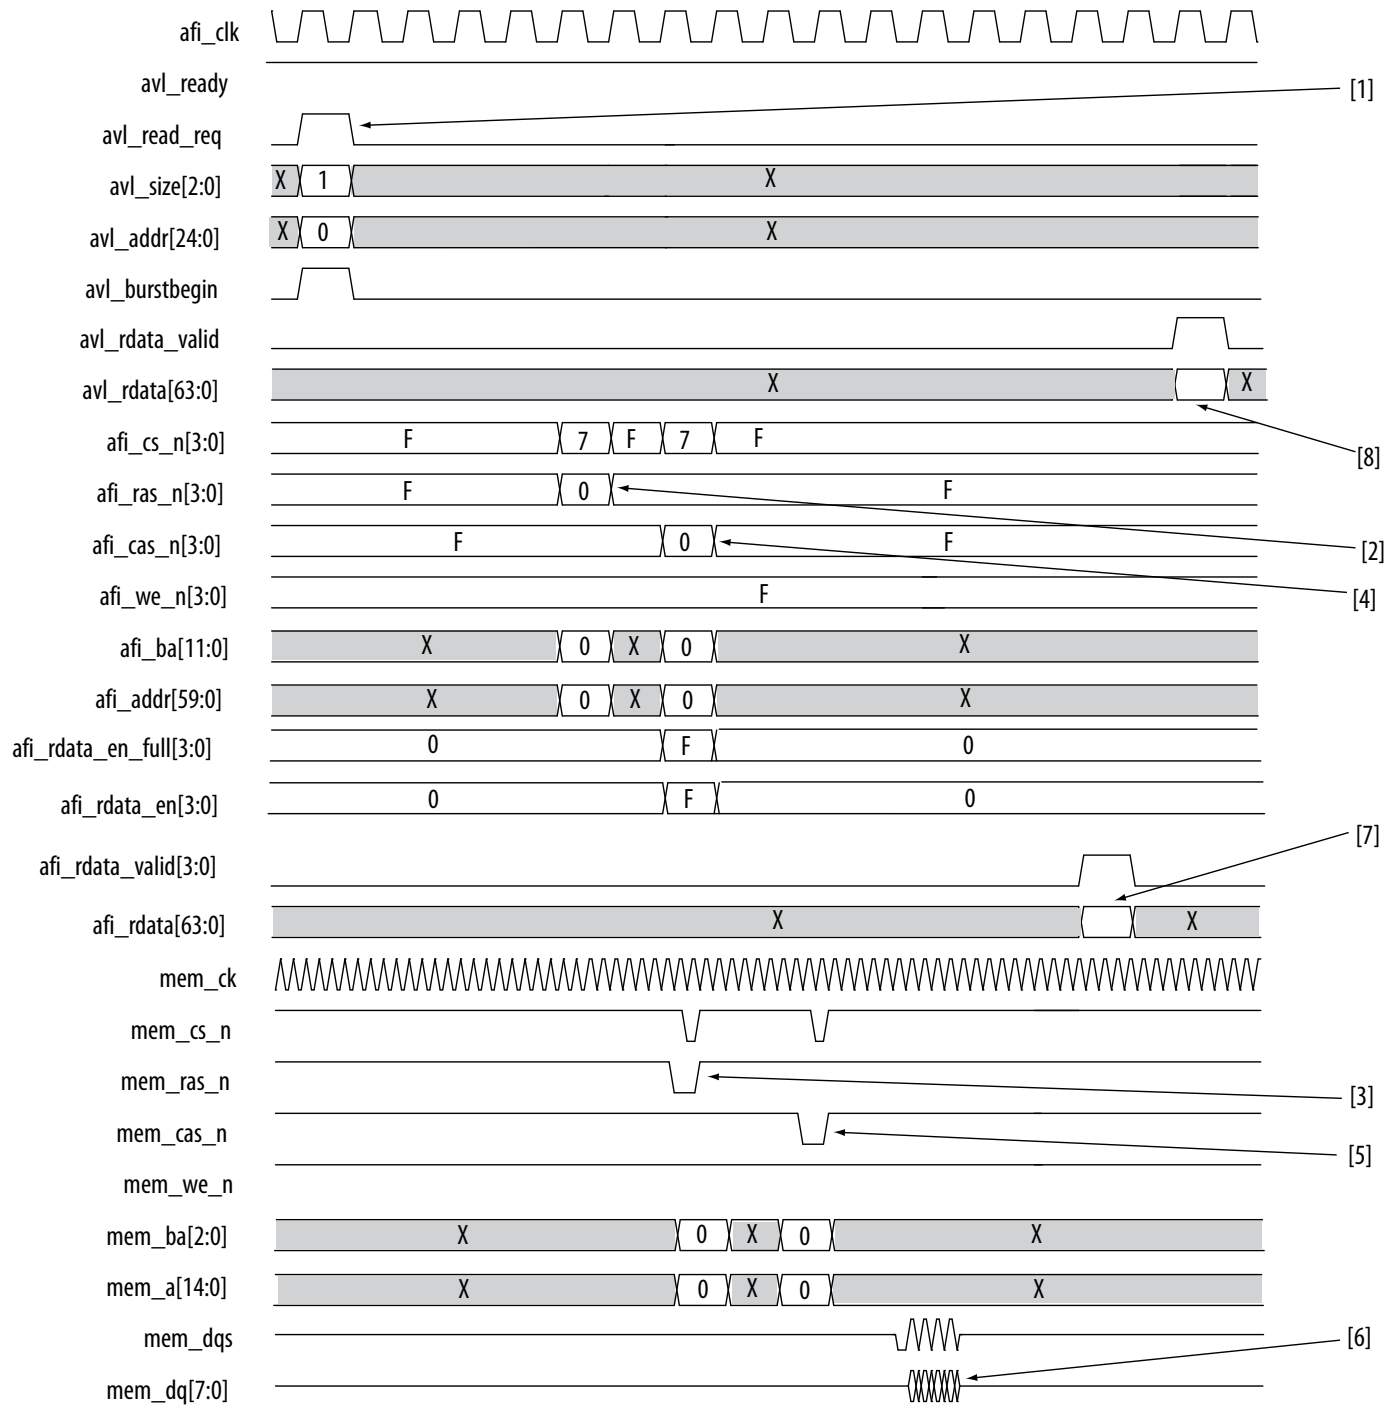 afi_clk
avl_ready
[1]
avl_read_req
avl_size[2:0] X 1 X
avl_addr[24:0] X 0 X
avl_burstbegin
avl_rdata_valid
avl_rdata[63:0] X X
afi_cs_n[3:0] F 7 F 7 F
[8]
afi_ras_n[3:0] F 0 F
afi_cas_n[3:0] F 0 F
[2]
afi_we_n[3:0] F
[4]
afi_ba[11:0] X 0 X 0 X
afi_addr[59:0] X 0 X 0 X
afi_rdata_en_full[3:0] 0 F 0
afi_rdata_en[3:0] 0 F 0
[7]
afi_rdata_valid[3:0]
afi_rdata[63:0] X X
mem_ck
mem_cs_n
mem_ras_n
[3]
mem_cas_n
[5]
mem_we_n
mem_ba[2:0] X 0 X 0 X
mem_a[14:0] X 0 X 0 X
mem_dqs
[6]
mem_dq[7:0]